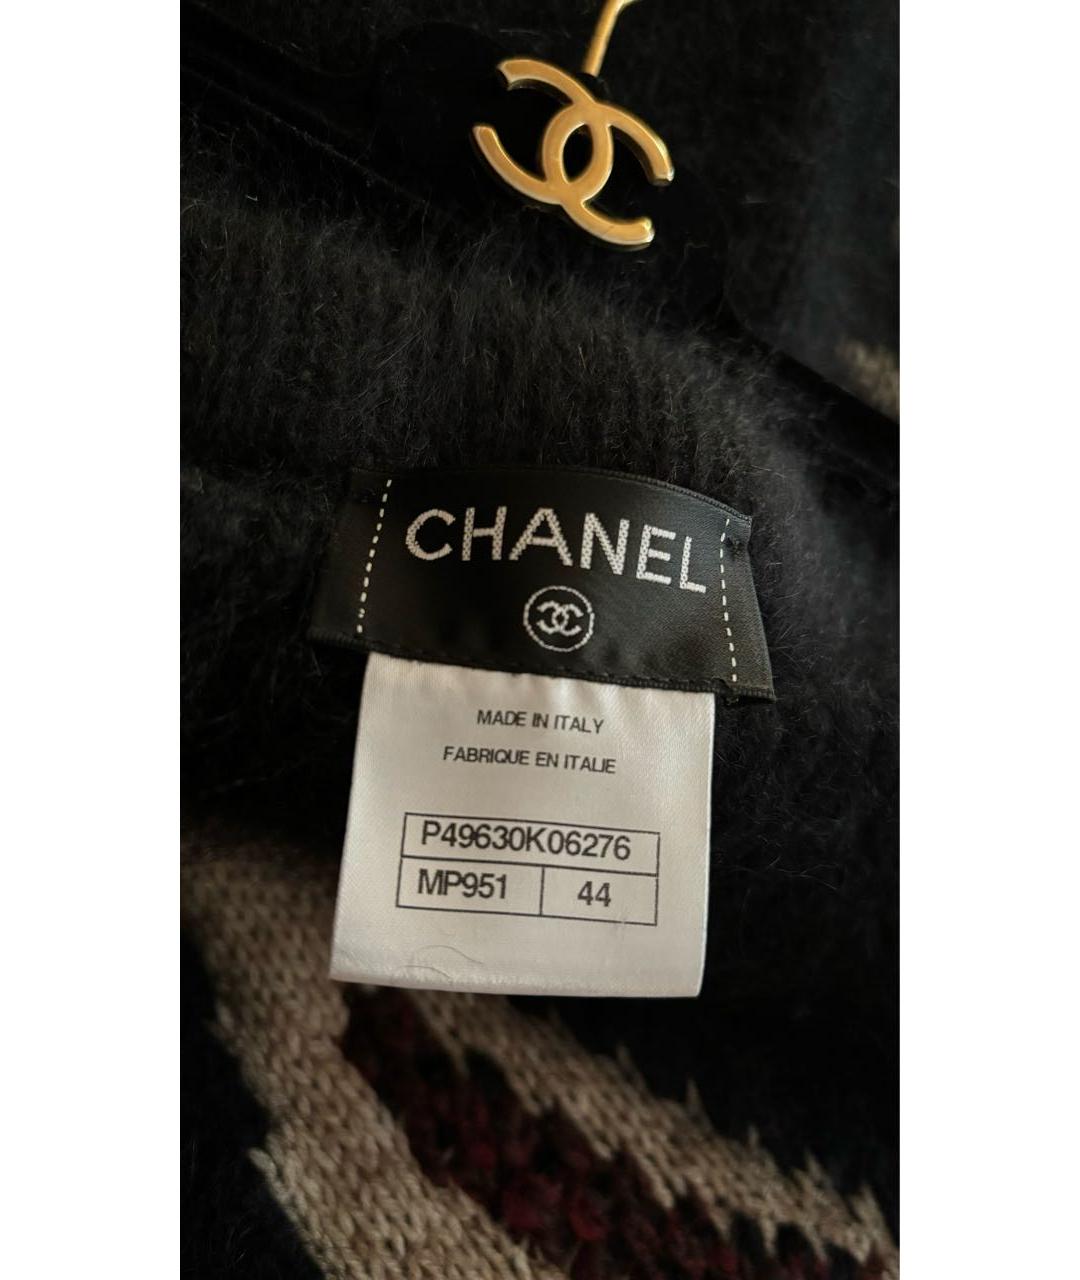 CHANEL
MADE IN ITALY
FABRIQUE EN ITALIE
P49630K06276
MP951 44